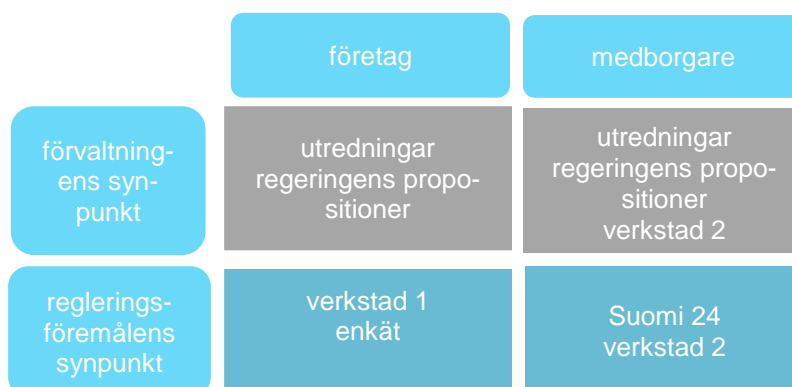 företag
medborgare
förvaltning-
ens syn-
punkt
utredningar
regeringens propo-
sitioner
utredningar
regeringens propo-
sitioner
verkstad 2
reglerings-
föremålens
synpunkt
verkstad 1
enkät
Suomi 24
verkstad 2